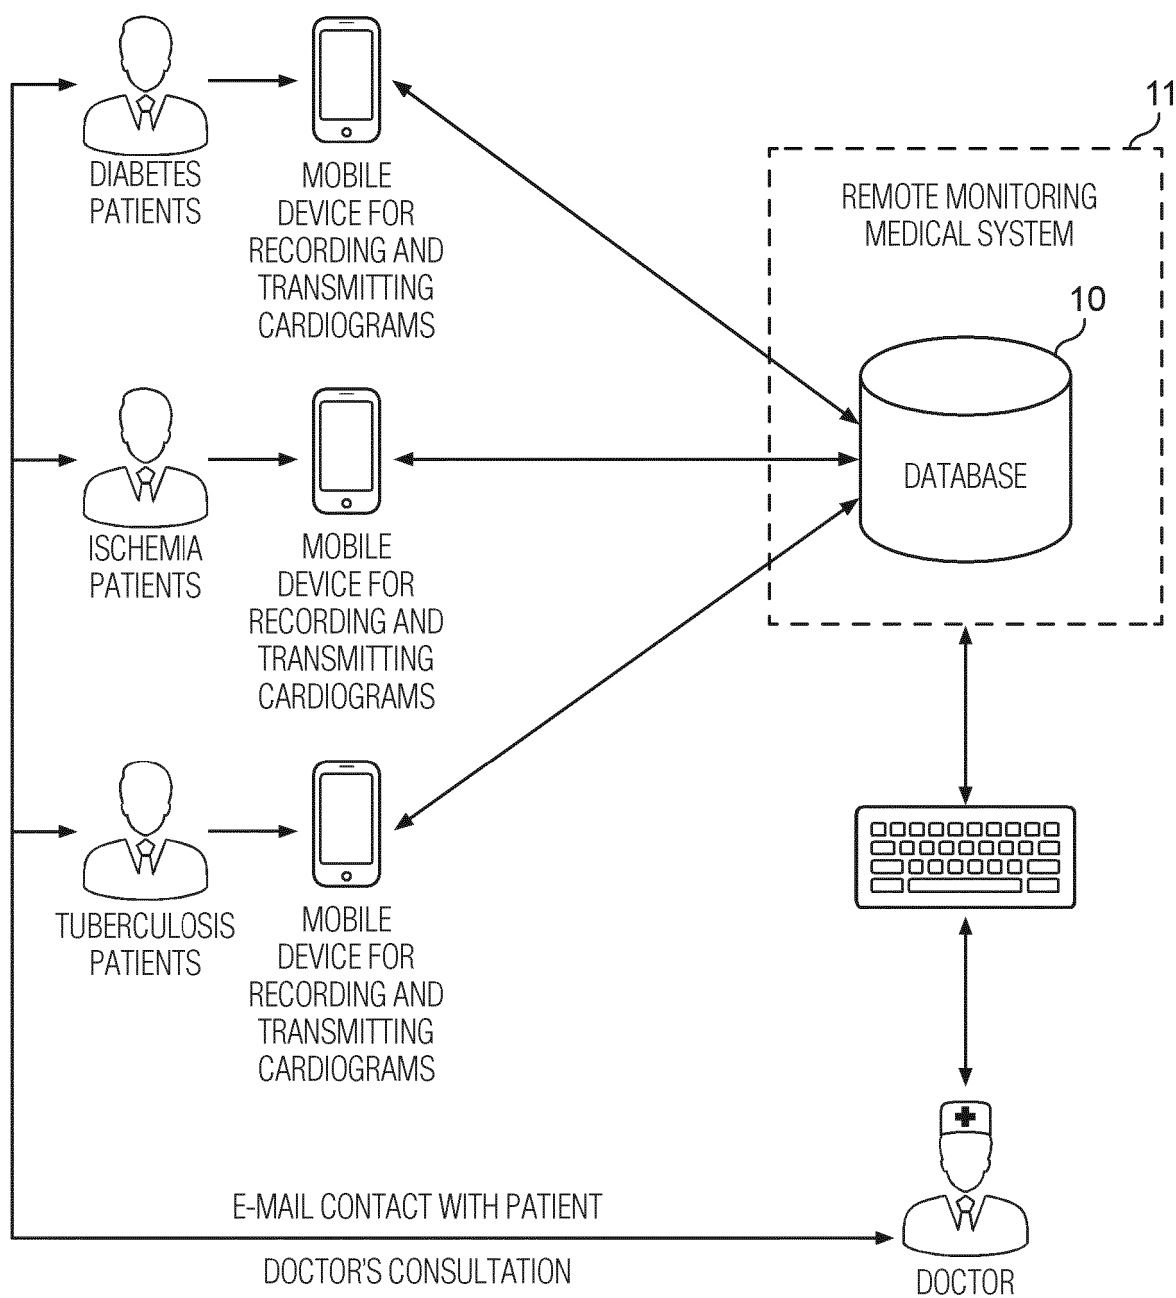 11
REMOTE MONITORING
MEDICAL SYSTEM
10
DATABASE
DIABETES
PATIENTS
MOBILE
DEVICE FOR
RECORDING AND
TRANSMITTING
CARDIOGRAMS
ISCHEMIA
PATIENTS
MOBILE
DEVICE FOR
RECORDING AND
TRANSMITTING
CARDIOGRAMS
TUBERCULOSIS
PATIENTS
MOBILE
DEVICE FOR
RECORDING AND
TRANSMITTING
CARDIOGRAMS
E-MAIL CONTACT WITH PATIENT
DOCTOR'S CONSULTATION
DOCTOR